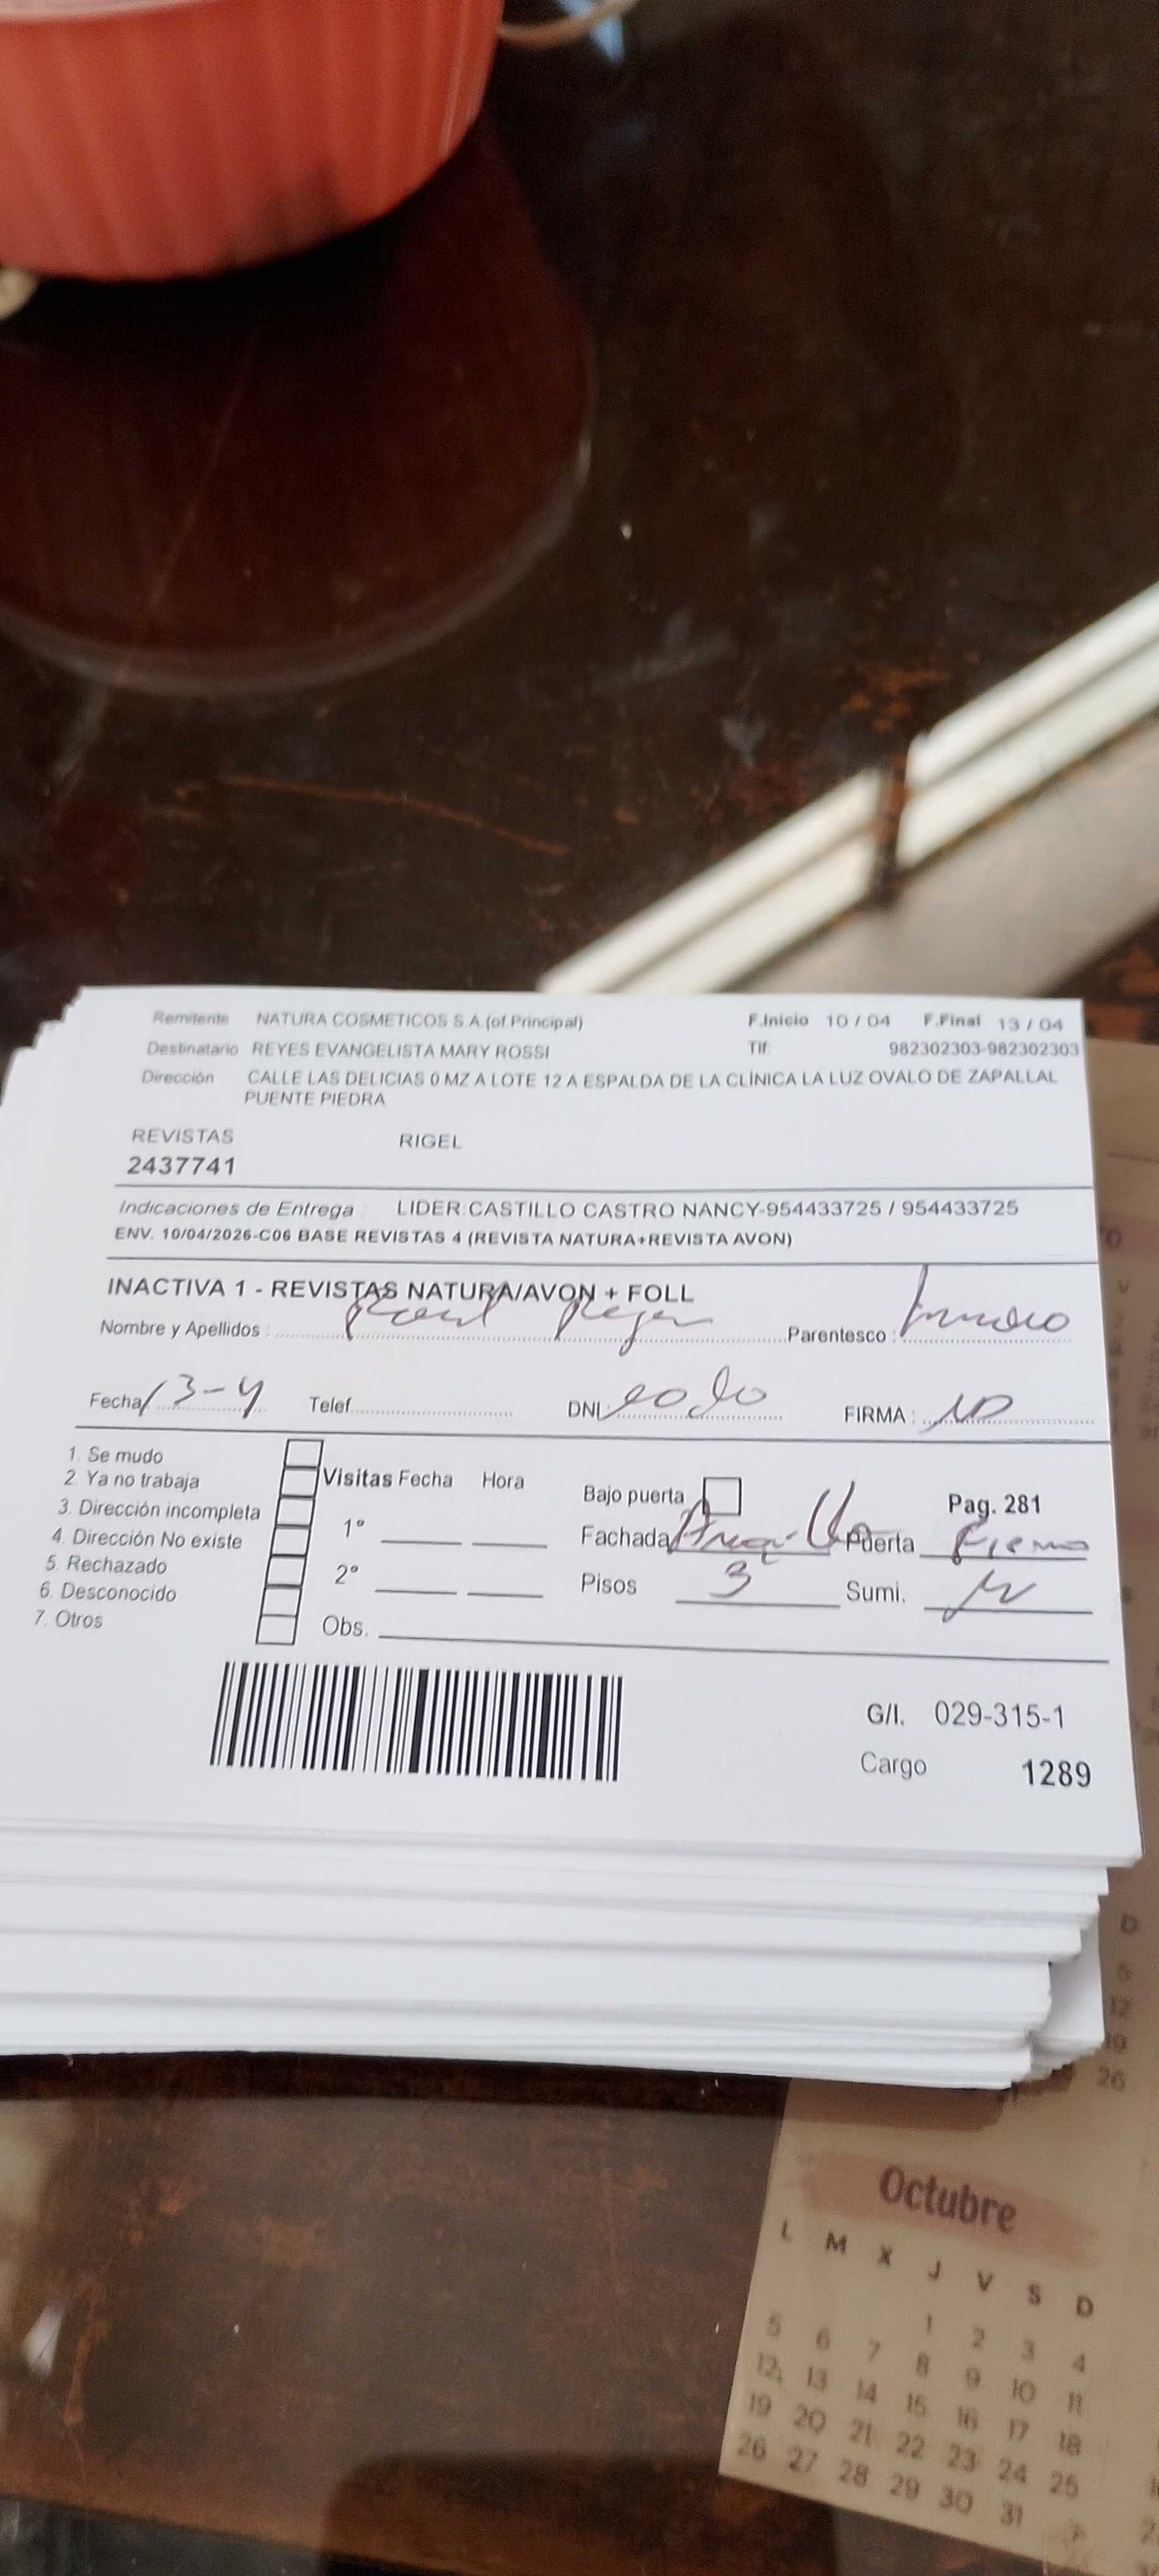 Remitente NATURA COSMETICOS S.A.(of.Principal) F.Inicio 10 / 04 F.Final 13 / 04
Destinatario REYES EVANGELISTA MARY ROSSI Tlf: 982302303-982302303
Dirección CALLE LAS DELICIAS 0 MZ A LOTE 12 A ESPALDA DE LA CLÍNICA LA LUZ OVALO DE ZAPALLAL
PUENTE PIEDRA
REVISTAS RIGEL
2437741
Indicaciones de Entrega : LIDER:CASTILLO CASTRO NANCY-954433725 / 954433725
ENV. 10/04/2026-C06 BASE REVISTAS 4 (REVISTA NATURA+REVISTA AVON)
INACTIVA 1 - REVISTAS NATURA/AVON + FOLL
Nombre y Apellidos : Parentesco :
Fecha 13-4 Telef. DNI FIRMA :
1. Se mudo
2. Ya no trabaja Visitas Fecha Hora Bajo puerta Pag. 281
3. Dirección incompleta 1° Fachada Puerta Fierro
4. Dirección No existe
5. Rechazado 2° Pisos 3 Sumi.
6. Desconocido
7. Otros Obs.
G/I. 029-315-1
Cargo 1289
D
5
12
19
26
Octubre
L M X J V S D
1 2 3 4
5 6 7 8 9 10 11
12 13 14 15 16 17 18
19 20 21 22 23 24 25
26 27 28 29 30 31